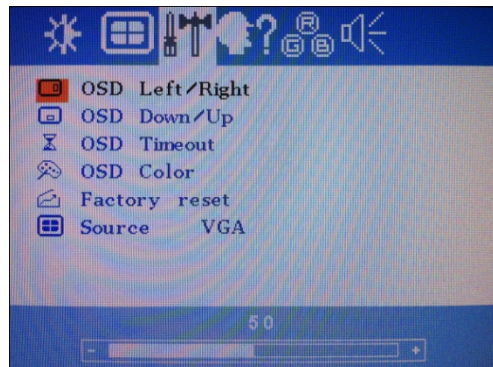 ? R G B
OSD Left/Right
OSD Down/Up
OSD Timeout
OSD Color
Factory reset
Source VGA
50
- +